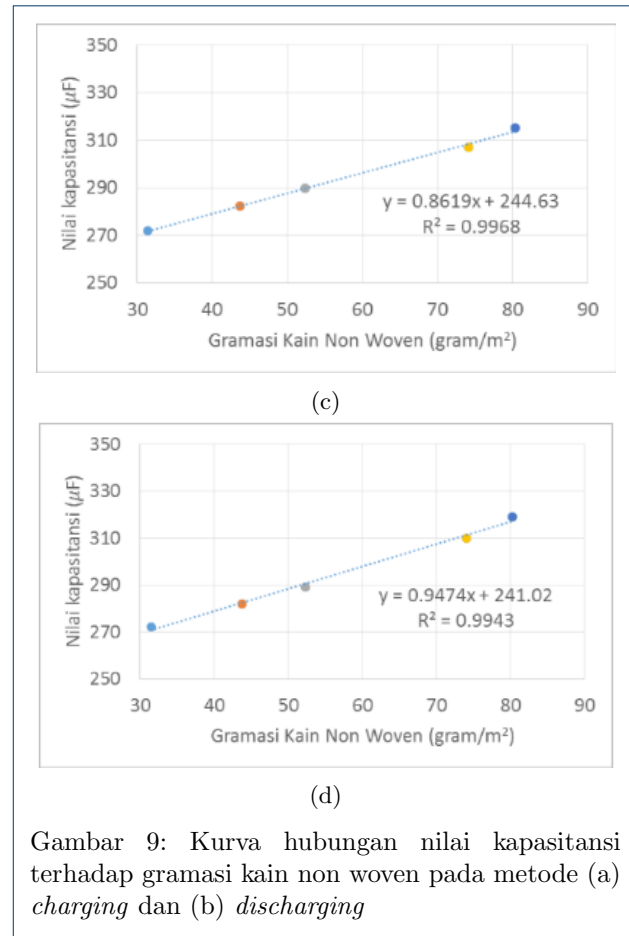 350
330
310
290
270
250
Nilai kapasitansi (µF)
y = 0.8619x + 244.63
R² = 0.9968
30 40 50 60 70 80 90
Gramasi Kain Non Woven (gram/m²)
(c)
350
330
310
290
270
250
Nilai kapasitansi (µF)
y = 0.9474x + 241.02
R² = 0.9943
30 40 50 60 70 80 90
Gramasi Kain Non Woven (gram/m²)
(d)
Gambar 9: Kurva hubungan nilai kapasitansi
terhadap gramasi kain non woven pada metode (a)
charging dan (b) discharging